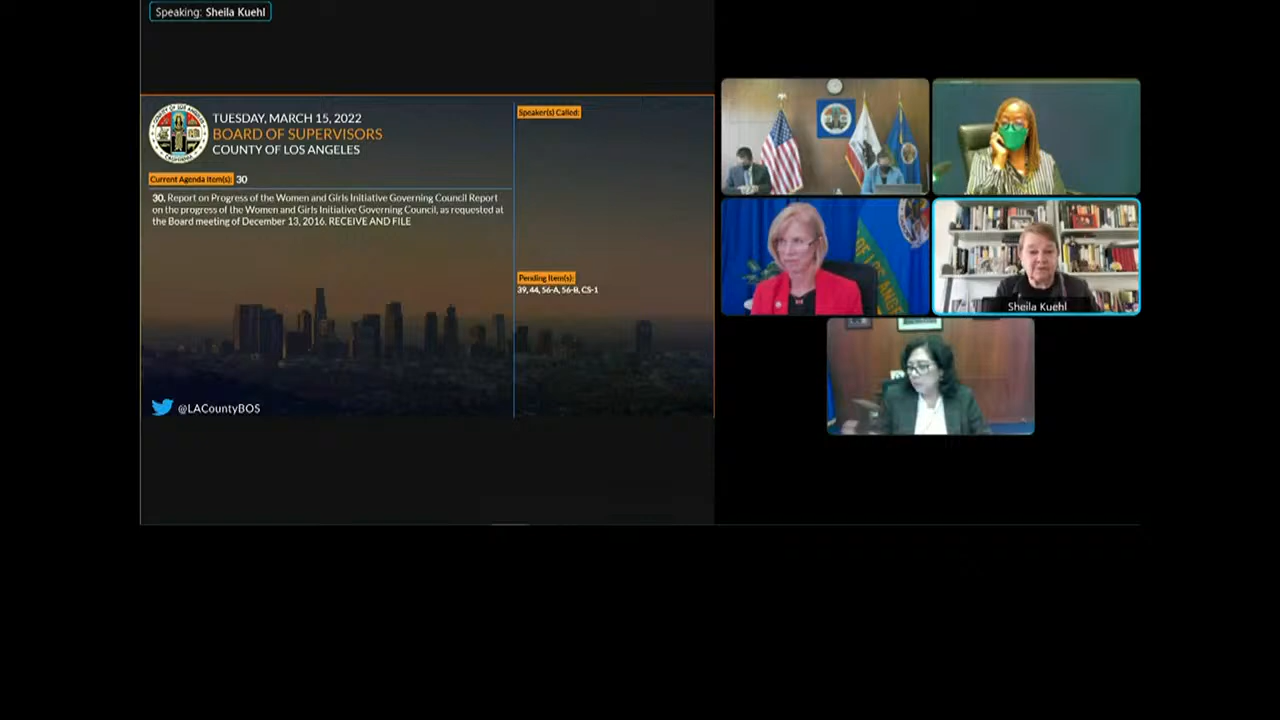 Speaking: Sheila Kuehl
TUESDAY, MARCH 15, 2022
BOARD OF SUPERVISORS
COUNTY OF LOS ANGELES
Current Agenda Item(s): 30
30. Report on Progress of the Women and Girls Initiative Governing Council Report
on the progress of the Women and Girls Initiative Governing Council, as requested at
the Board meeting of December 13, 2016. RECEIVE AND FILE
Speaker(s) Called:
Pending Item(s):
39, 44, 56-A, 56-B, CS-1
@LACountyBOS
Sheila Kuehl